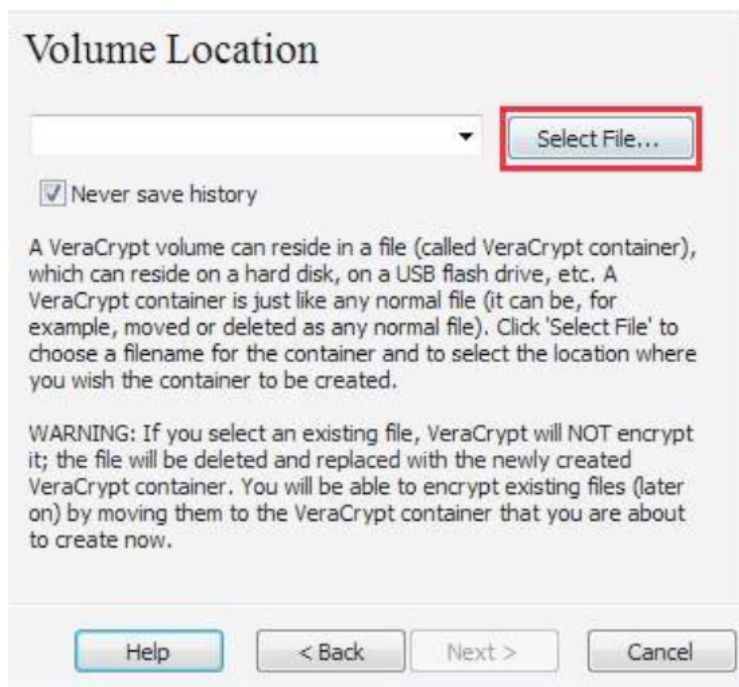 Volume Location
Select File...
Never save history
A VeraCrypt volume can reside in a file (called VeraCrypt container),
which can reside on a hard disk, on a USB flash drive, etc. A
VeraCrypt container is just like any normal file (it can be, for
example, moved or deleted as any normal file). Click 'Select File' to
choose a filename for the container and to select the location where
you wish the container to be created.
WARNING: If you select an existing file, VeraCrypt will NOT encrypt
it; the file will be deleted and replaced with the newly created
VeraCrypt container. You will be able to encrypt existing files (later
on) by moving them to the VeraCrypt container that you are about
to create now.
Help < Back Next > Cancel